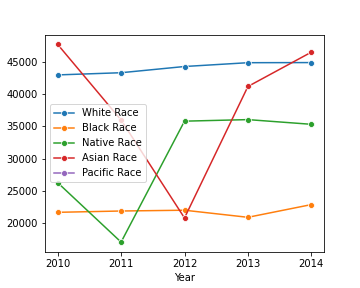 45000
40000
35000
30000
25000
20000
White Race
Black Race
Native Race
Asian Race
Pacific Race
2010 2011 2012 2013 2014
Year